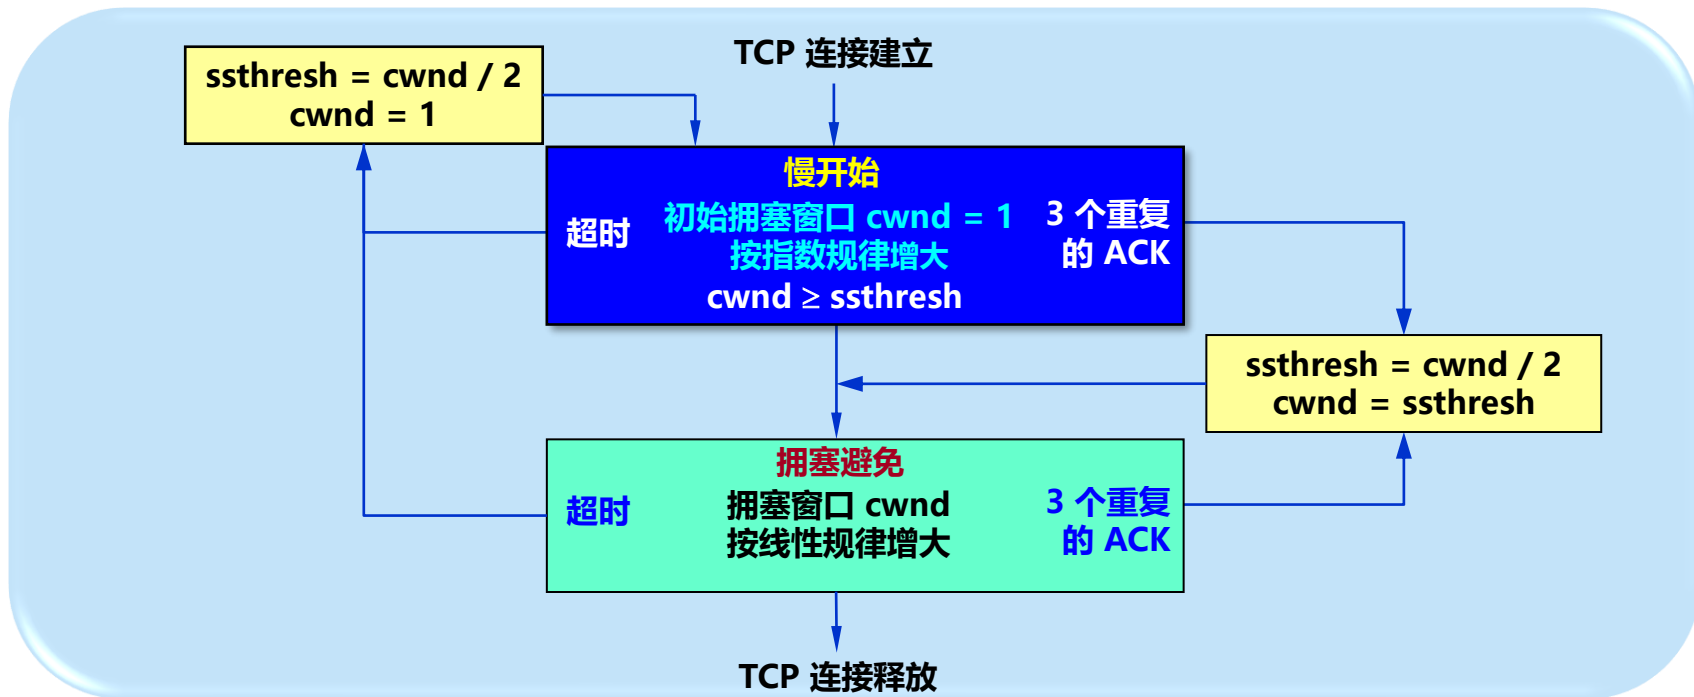 TCP 连接建立
ssthresh = cwnd / 2
cwnd = 1
慢开始
超时
初始拥塞窗口 cwnd = 1
按指数规律增大
cwnd ≥ ssthresh
3 个重复
的 ACK
ssthresh = cwnd / 2
cwnd = ssthresh
拥塞避免
超时
拥塞窗口 cwnd
按线性规律增大
3 个重复
的 ACK
TCP 连接释放